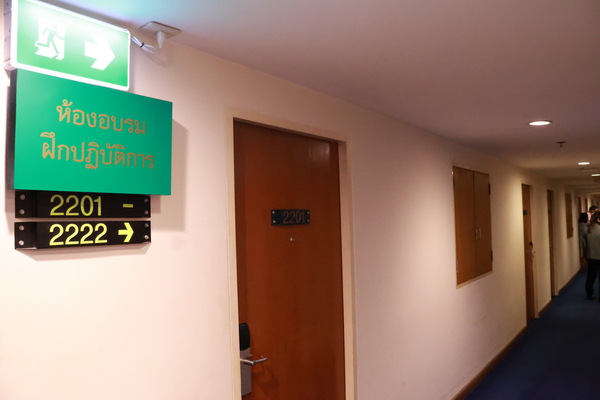 ห้องอบรม
ฝึกปฏิบัติการ
2201 -
2222 →
2201